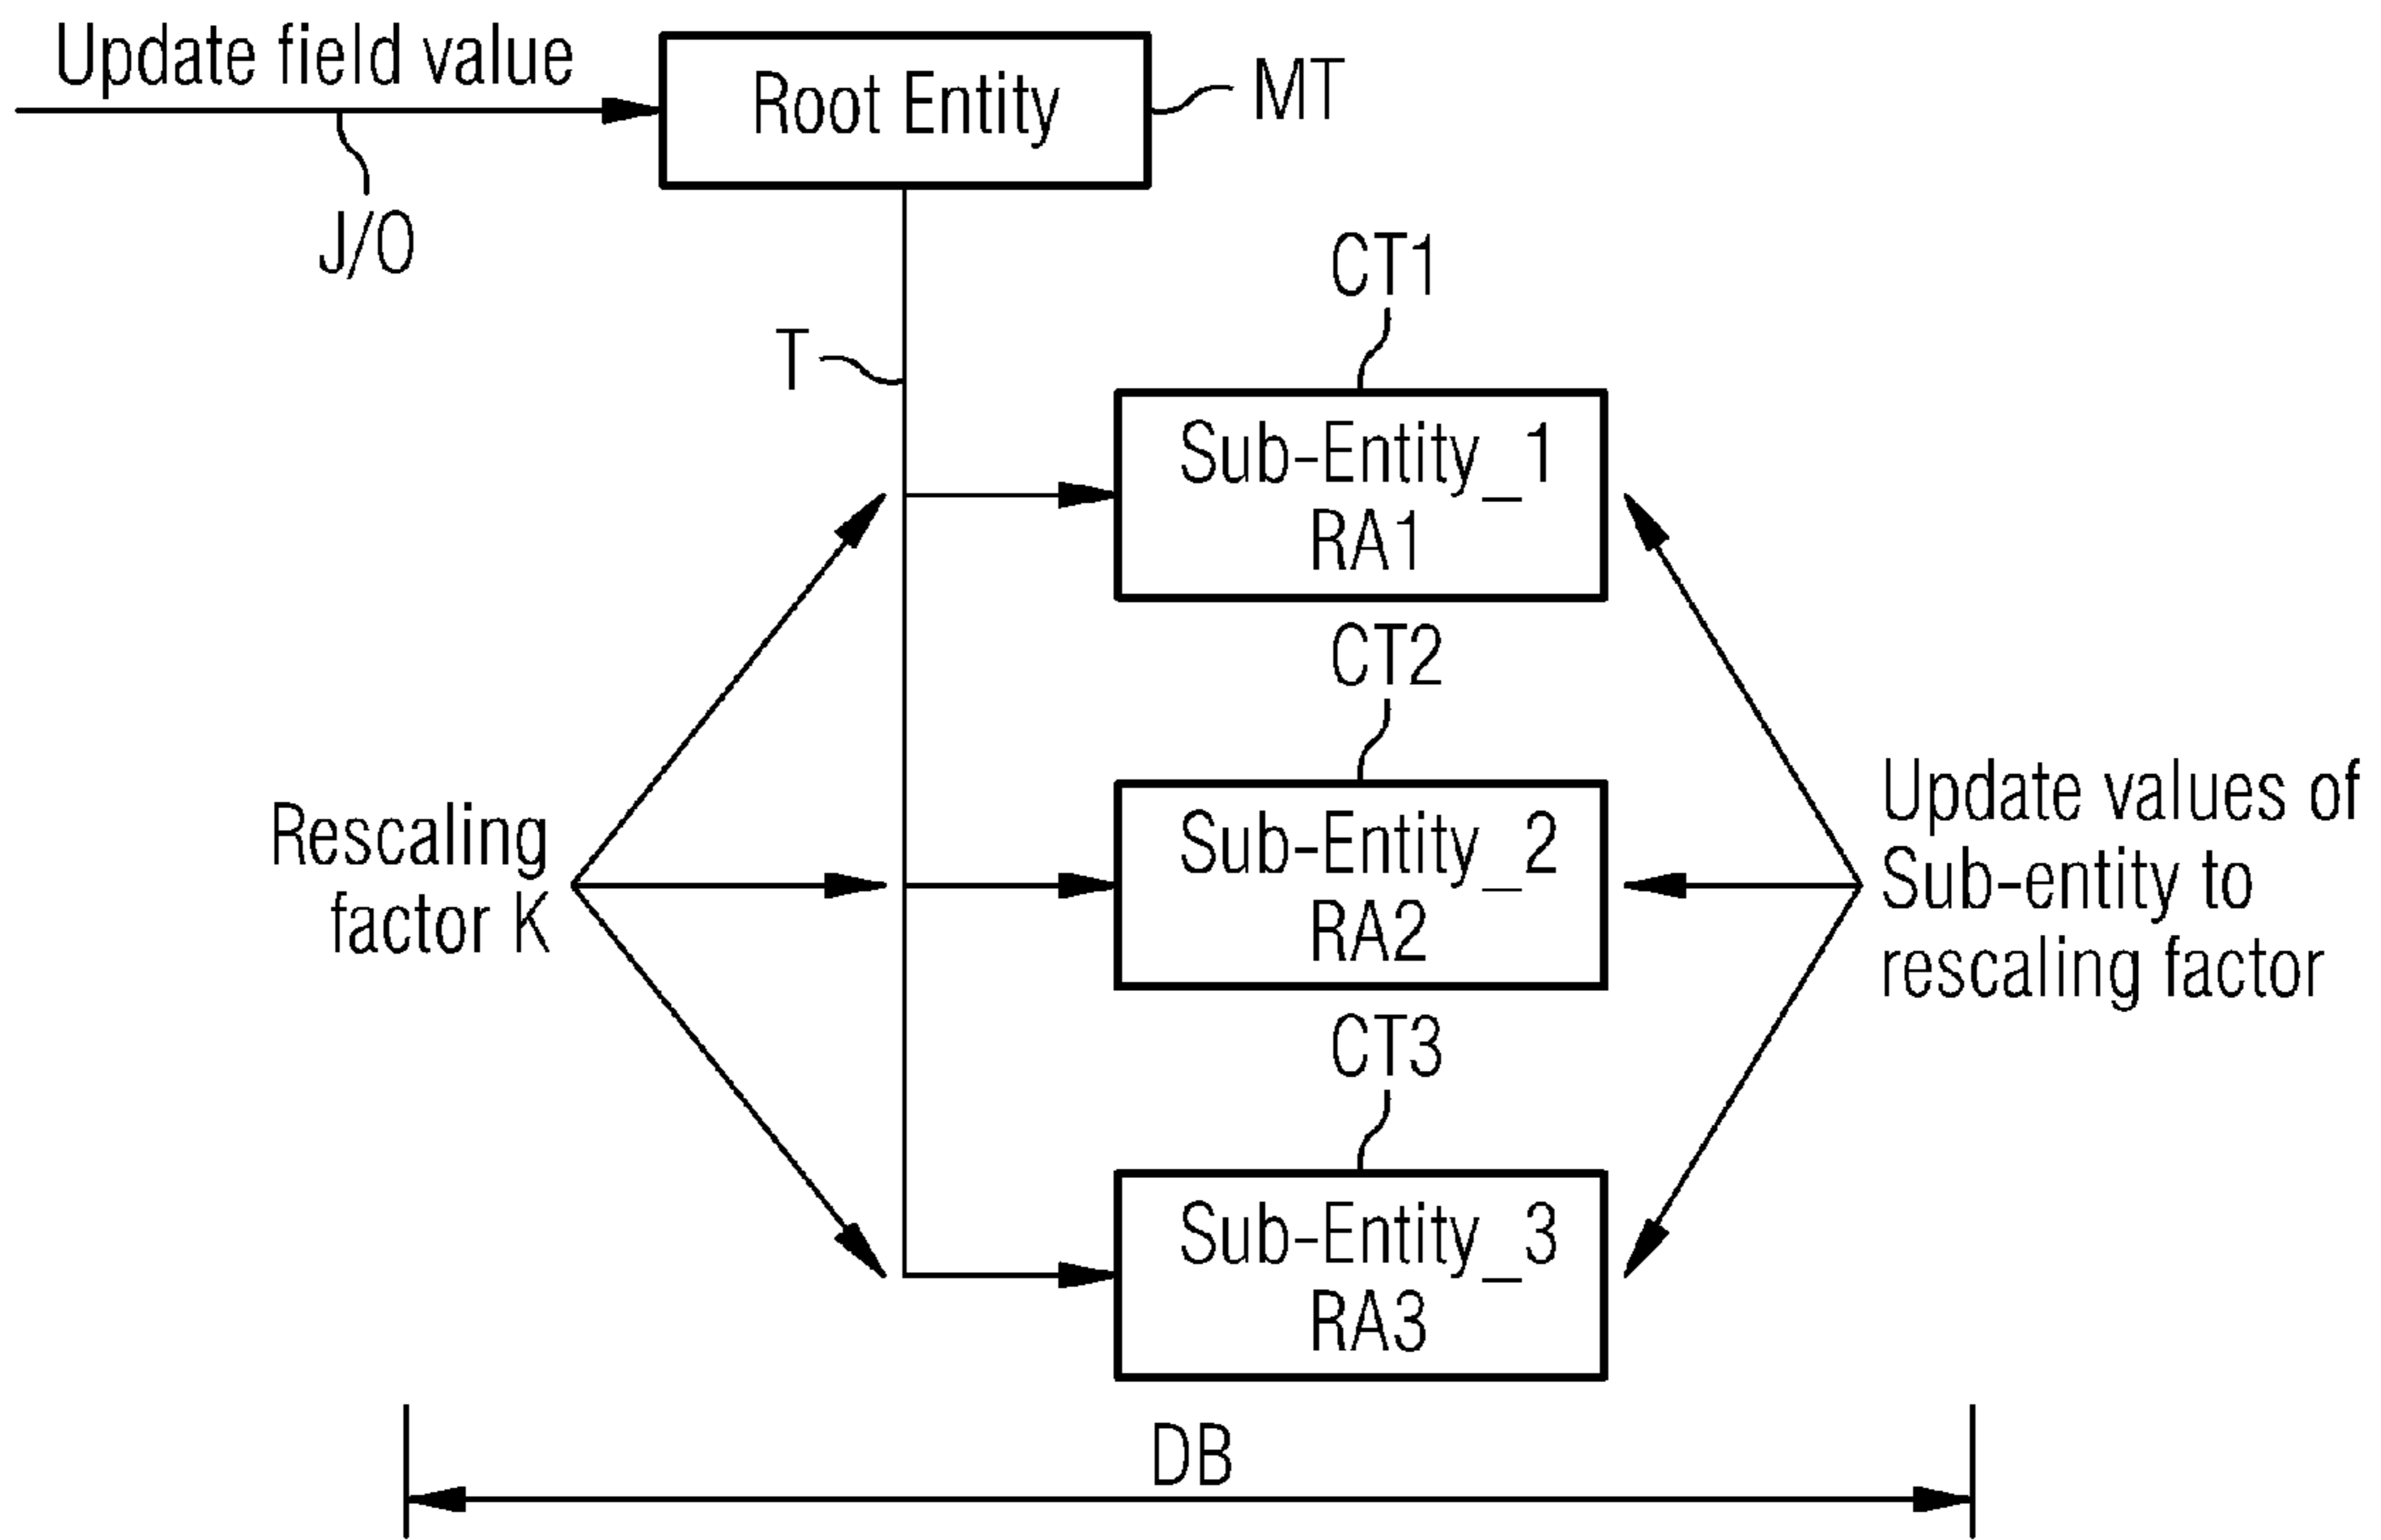 Update field value
Root Entity
MT
J/O
CT1
T
Sub-Entity_1
RA1
CT2
Rescaling
factor K
Sub-Entity_2
RA2
Update values of
Sub-entity to
rescaling factor
CT3
Sub-Entity_3
RA3
DB